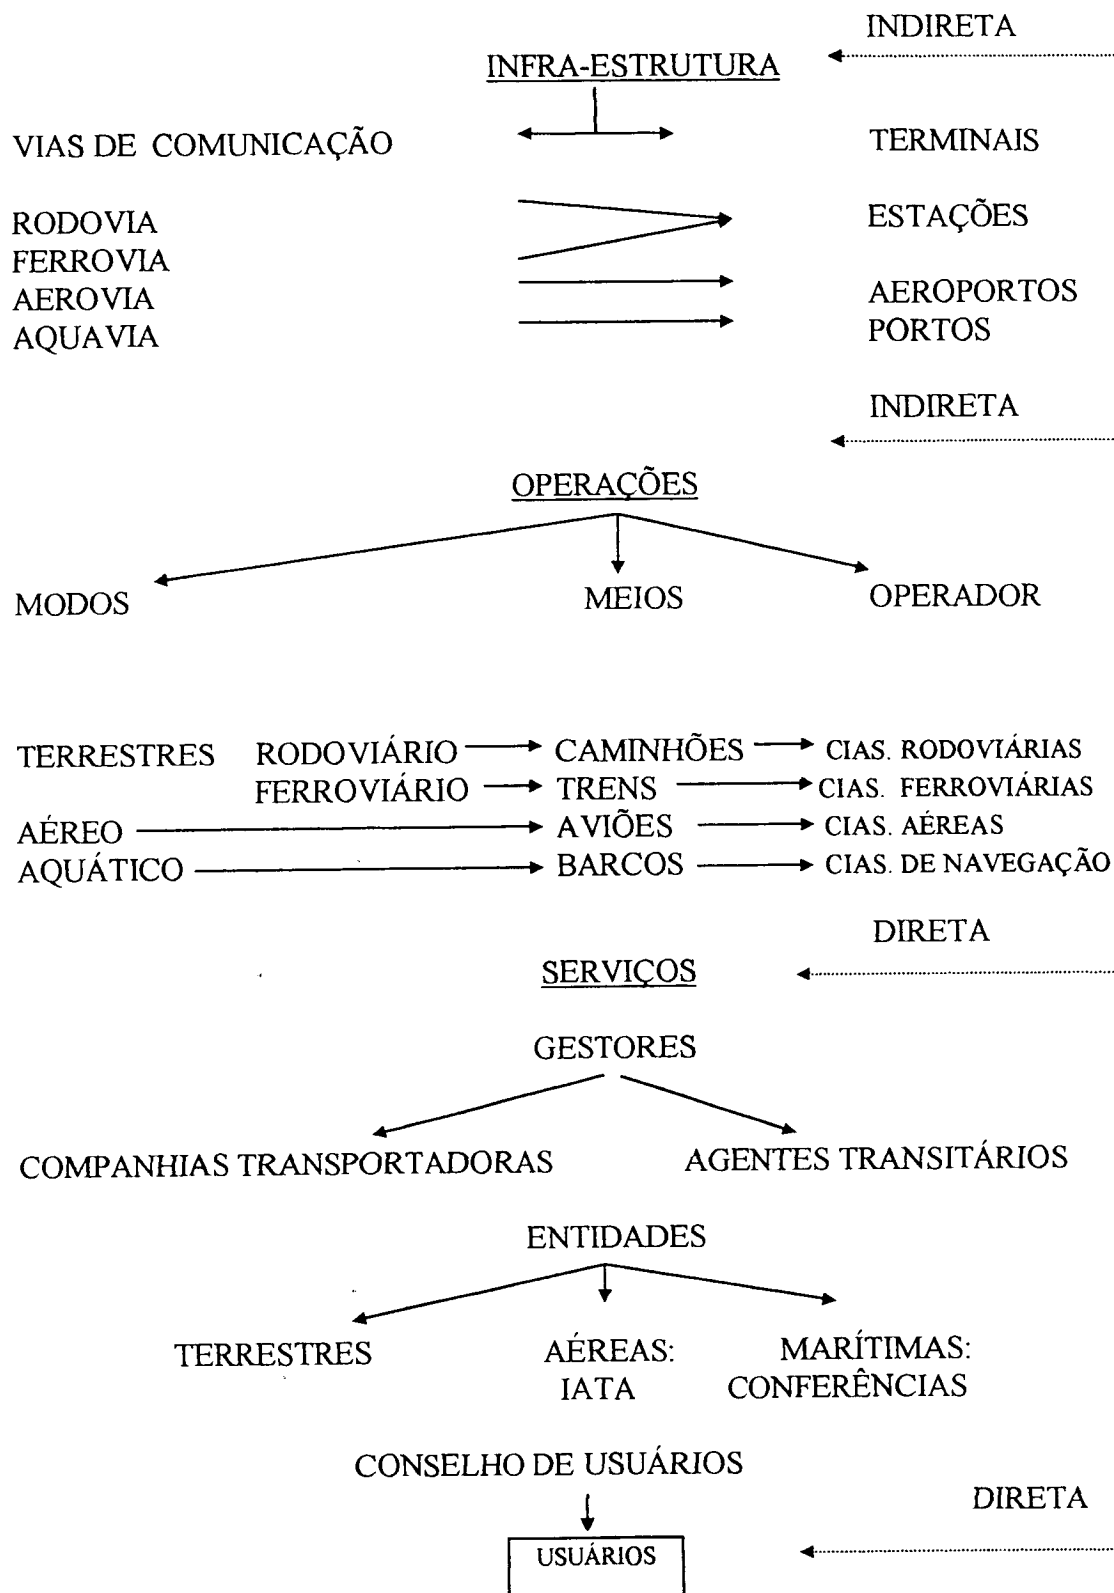 INDIRETA
INFRA-ESTRUTURA
VIAS DE COMUNICAÇÃO TERMINAIS
RODOVIA ESTAÇÕES
FERROVIA
AEROVIA AEROPORTOS
AQUAVIA PORTOS
INDIRETA
OPERAÇÕES
MODOS MEIOS OPERADOR
TERRESTRES RODOVIÁRIO CAMINHÕES CIAS. RODOVIÁRIAS
FERROVIÁRIO TRENS CIAS. FERROVIÁRIAS
AÉREO AVIÕES CIAS. AÉREAS
AQUÁTICO BARCOS CIAS. DE NAVEGAÇÃO
DIRETA
SERVIÇOS
GESTORES
COMPANHIAS TRANSPORTADORAS AGENTES TRANSITÁRIOS
ENTIDADES
TERRESTRES AÉREAS: MARÍTIMAS:
IATA CONFERÊNCIAS
CONSELHO DE USUÁRIOS
DIRETA
USUÁRIOS